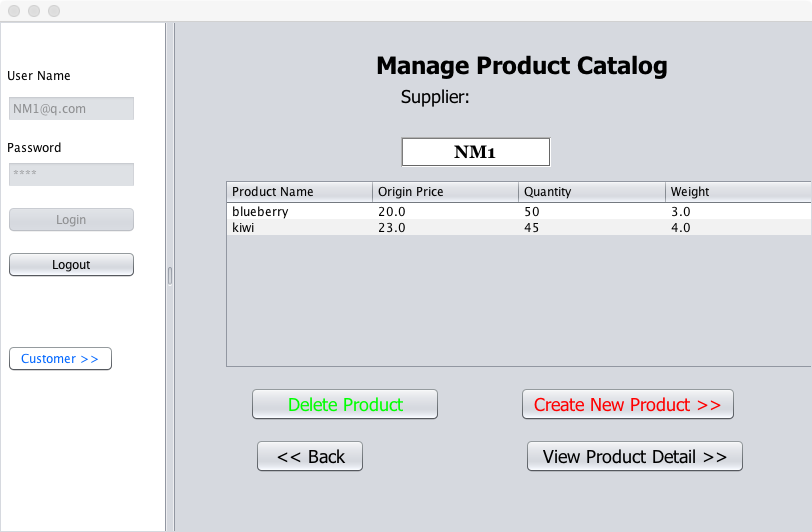 User Name
NM1@q.com
Password
****
Login
Logout
Customer >>
Manage Product Catalog
Supplier:
NM1
Product Name Origin Price Quantity Weight
blueberry 20.0 50 3.0
kiwi 23.0 45 4.0
Delete Product Create New Product >>
<< Back View Product Detail >>